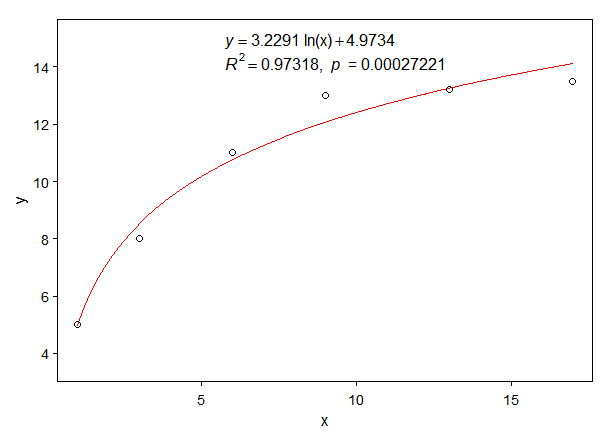 y = 3.2291 ln(x) + 4.9734
R² = 0.97318, p = 0.00027221
14
12
10
8
6
4
y
5 10 15
x